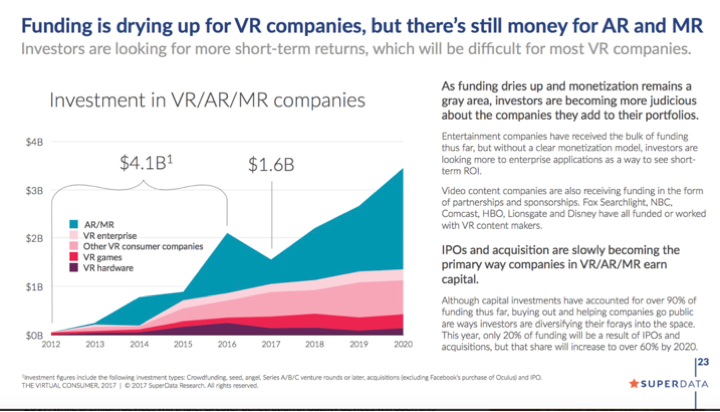 Funding is drying up for VR companies, but there's still money for AR and MR
Investors are looking for more short-term returns, which will be difficult for most VR companies.
Investment in VR/AR/MR companies
$4B
$3B
$2B
$1B
$0B
$4.1B¹
$1.6B
AR/MR
VR enterprise
Other VR consumer companies
VR games
VR hardware
2012 2013 2014 2015 2016 2017 2018 2019 2020
As funding dries up and monetization remains a
gray area, investors are becoming more judicious
about the companies they add to their portfolios.
Entertainment companies have received the bulk of funding
thus far, but without a clear monetization model, investors are
looking more to enterprise applications as a way to see short-
term ROI.
Video content companies are also receiving funding in the form
of partnerships and sponsorships. Fox Searchlight, NBC,
Comcast, HBO, Lionsgate and Disney have all funded or worked
with VR content makers.
IPOs and acquisition are slowly becoming the
primary way companies in VR/AR/MR earn
capital.
Although capital investments have accounted for over 90% of
funding thus far, buying out and helping companies go public
are ways investors are diversifying their forays into the space.
This year, only 20% of funding will be a result of IPOs and
acquisitions, but that share will increase to over 60% by 2020.
¹Investment figures include the following investment types: Crowdfunding, seed, angel, Series A/B/C venture rounds or later, acquisitions (excluding Facebook's purchase of Oculus) and IPO.
THE VIRTUAL CONSUMER, 2017 | © 2017 SuperData Research. All rights reserved.
23
SUPERDATA